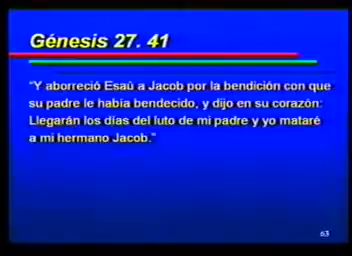 Génesis 27. 41
"Y aborreció Esaú a Jacob por la bendición con que
su padre le había bendecido, y dijo en su corazón:
Llegarán los días del luto de mi padre y yo mataré
a mi hermano Jacob."
63